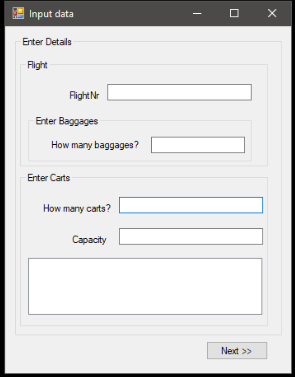 Input data
Enter Details
Flight
FlightNr
Enter Baggages
How many baggages?
Enter Carts
How many carts?
Capacity
Next >>